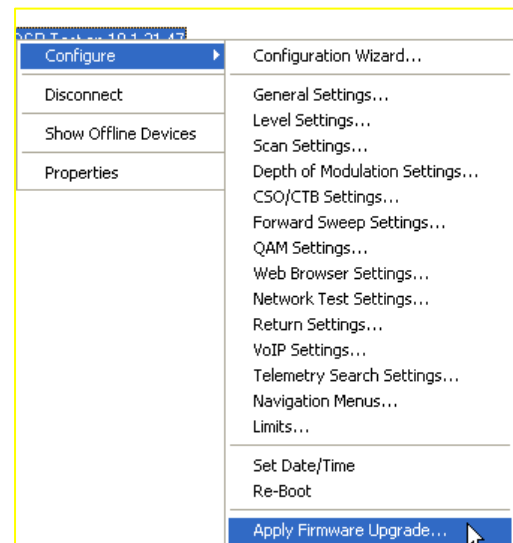 Configure
Disconnect
Show Offline Devices
Properties
Configuration Wizard...
General Settings...
Level Settings...
Scan Settings...
Depth of Modulation Settings...
CSO/CTB Settings...
Forward Sweep Settings...
QAM Settings...
Web Browser Settings...
Network Test Settings...
Return Settings...
VoIP Settings...
Telemetry Search Settings...
Navigation Menus...
Limits...
Set Date/Time
Re-Boot
Apply Firmware Upgrade...